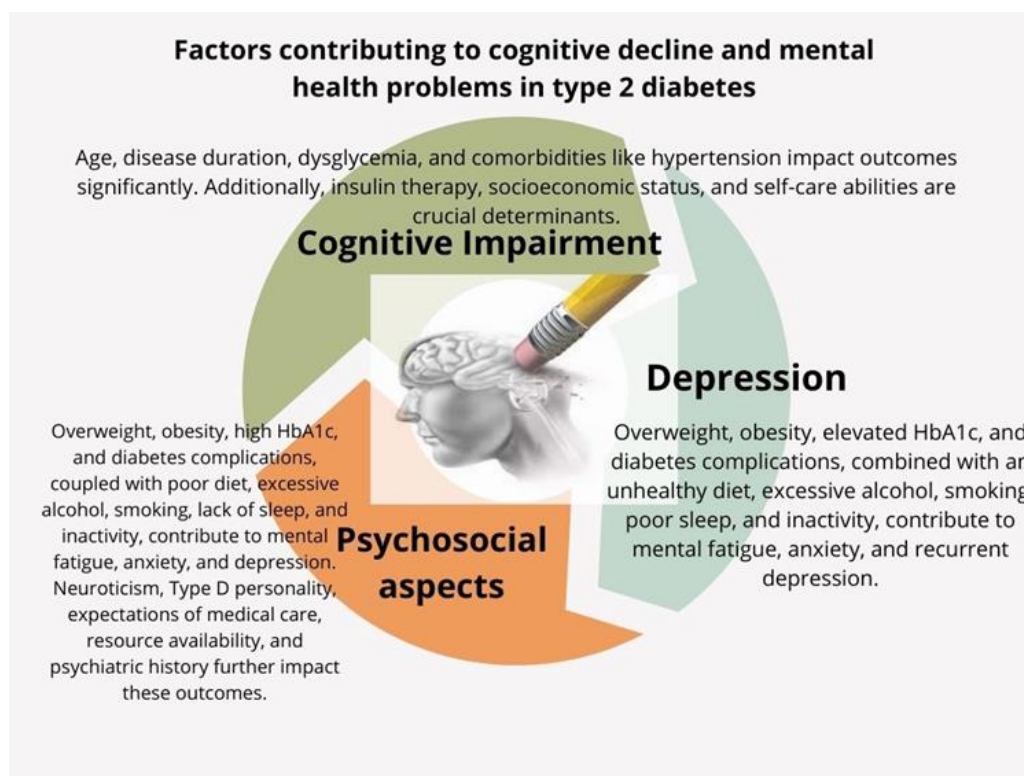 Factors contributing to cognitive decline and mental
health problems in type 2 diabetes
Age, disease duration, dysglycemia, and comorbidities like hypertension impact outcomes
significantly. Additionally, insulin therapy, socioeconomic status, and self-care abilities are
crucial determinants.
Cognitive Impairment
Depression
Overweight, obesity, elevated HbA1c, and
diabetes complications, combined with an
unhealthy diet, excessive alcohol, smoking
poor sleep, and inactivity, contribute to
mental fatigue, anxiety, and recurrent
depression.
Overweight, obesity, high HbA1c,
and diabetes complications,
coupled with poor diet, excessive
alcohol, smoking, lack of sleep, and
inactivity, contribute to mental
fatigue, anxiety, and depression.
Neuroticism, Type D personality,
expectations of medical care,
resource availability, and
psychiatric history further impact
these outcomes.
Psychosocial
aspects